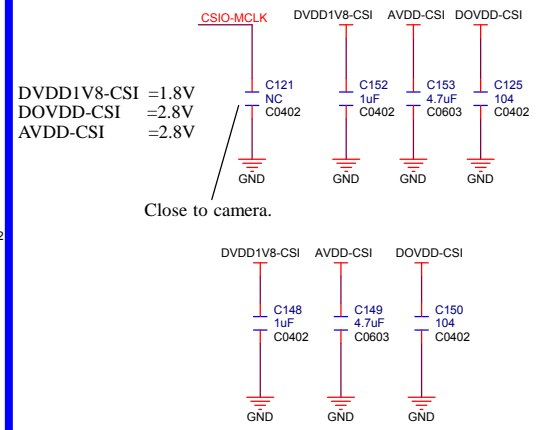 CSIO-MCLK
DVDD1V8-CSI AVDD-CSI DOVDD-CSI
C121
NC
C152
1uF
C0402
C153
4.7uF
C0603
C125
104
C0402
DVDD1V8-CSI =1.8V
DOVDD-CSI =2.8V
AVDD-CSI =2.8V
GND GND GND GND
Close to camera.
2
DVDD1V8-CSI AVDD-CSI DOVDD-CSI
C148
1uF
C0402
C149
4.7uF
C0603
C150
104
C0402
GND GND GND